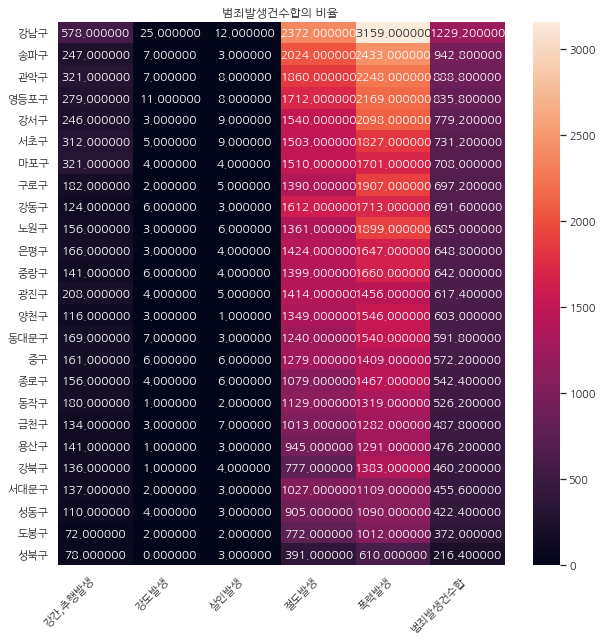 범죄발생건수합의 비율
강남구 578.000000 25.000000 12.000000 2372.000000 3159.000000 1229.200000
송파구 247.000000 7.000000 3.000000 2024.000000 2433.000000 942.800000
관악구 321.000000 7.000000 8.000000 1860.000000 2248.000000 888.800000
영등포구 279.000000 11.000000 8.000000 1712.000000 2169.000000 835.800000
강서구 246.000000 3.000000 9.000000 1540.000000 2098.000000 779.200000
서초구 312.000000 5.000000 9.000000 1503.000000 1827.000000 731.200000
마포구 321.000000 4.000000 4.000000 1510.000000 1701.000000 708.000000
구로구 182.000000 2.000000 5.000000 1390.000000 1907.000000 697.200000
강동구 124.000000 6.000000 3.000000 1612.000000 1713.000000 691.600000
노원구 156.000000 3.000000 6.000000 1361.000000 1899.000000 685.000000
은평구 166.000000 3.000000 4.000000 1424.000000 1647.000000 648.800000
중랑구 141.000000 6.000000 4.000000 1399.000000 1660.000000 642.000000
광진구 208.000000 4.000000 5.000000 1414.000000 1456.000000 617.400000
양천구 116.000000 3.000000 1.000000 1349.000000 1546.000000 603.000000
동대문구 169.000000 7.000000 3.000000 1240.000000 1540.000000 591.800000
중구 161.000000 6.000000 6.000000 1279.000000 1409.000000 572.200000
종로구 156.000000 4.000000 6.000000 1079.000000 1467.000000 542.400000
동작구 180.000000 1.000000 2.000000 1129.000000 1319.000000 526.200000
금천구 134.000000 3.000000 7.000000 1013.000000 1282.000000 487.800000
용산구 141.000000 1.000000 3.000000 945.000000 1291.000000 476.200000
강북구 136.000000 1.000000 4.000000 777.000000 1383.000000 460.200000
서대문구 137.000000 2.000000 3.000000 1027.000000 1109.000000 455.600000
성동구 110.000000 4.000000 3.000000 905.000000 1090.000000 422.400000
도봉구 72.000000 2.000000 2.000000 772.000000 1012.000000 372.000000
성북구 78.000000 0.000000 3.000000 391.000000 610.000000 216.400000
강간,추행발생 강도발생 살인발생 절도발생 폭력발생 범죄발생건수합
3000
2500
2000
1500
1000
500
0